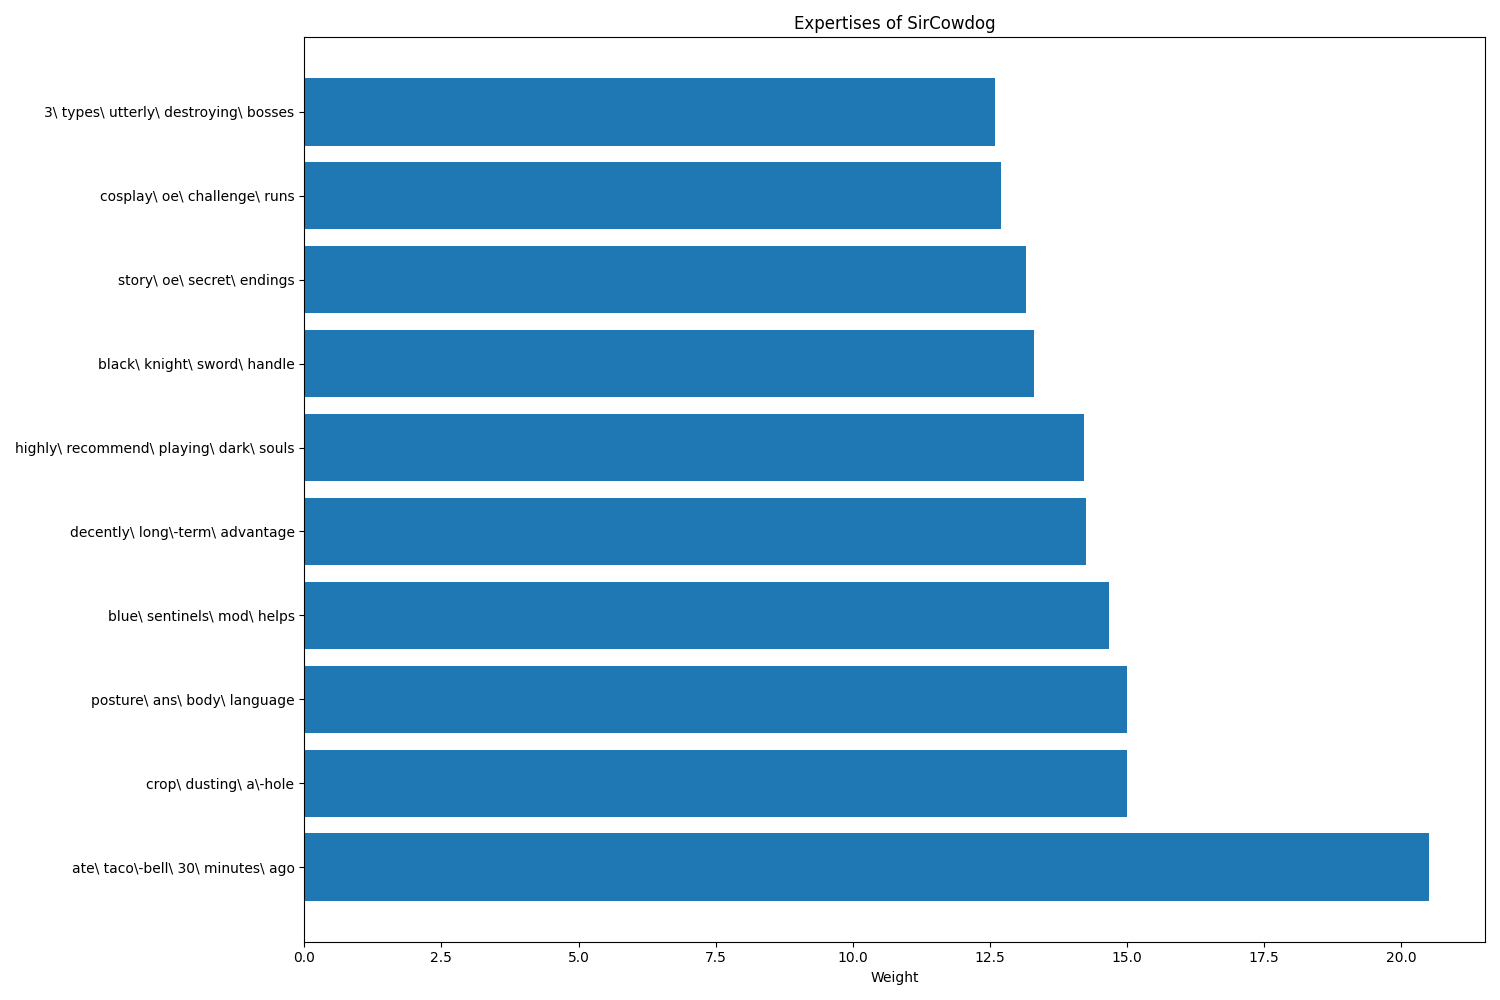 Expertises of SirCowdog
3\ types\ utterly\ destroying\ bosses
cosplay\ oe\ challenge\ runs
story\ oe\ secret\ endings
black\ knight\ sword\ handle
highly\ recommend\ playing\ dark\ souls
decently\ long\-term\ advantage
blue\ sentinels\ mod\ helps
posture\ ans\ body\ language
crop\ dusting\ a\-hole
ate\ taco\-bell\ 30\ minutes\ ago
0.0 2.5 5.0 7.5 10.0 12.5 15.0 17.5 20.0
Weight